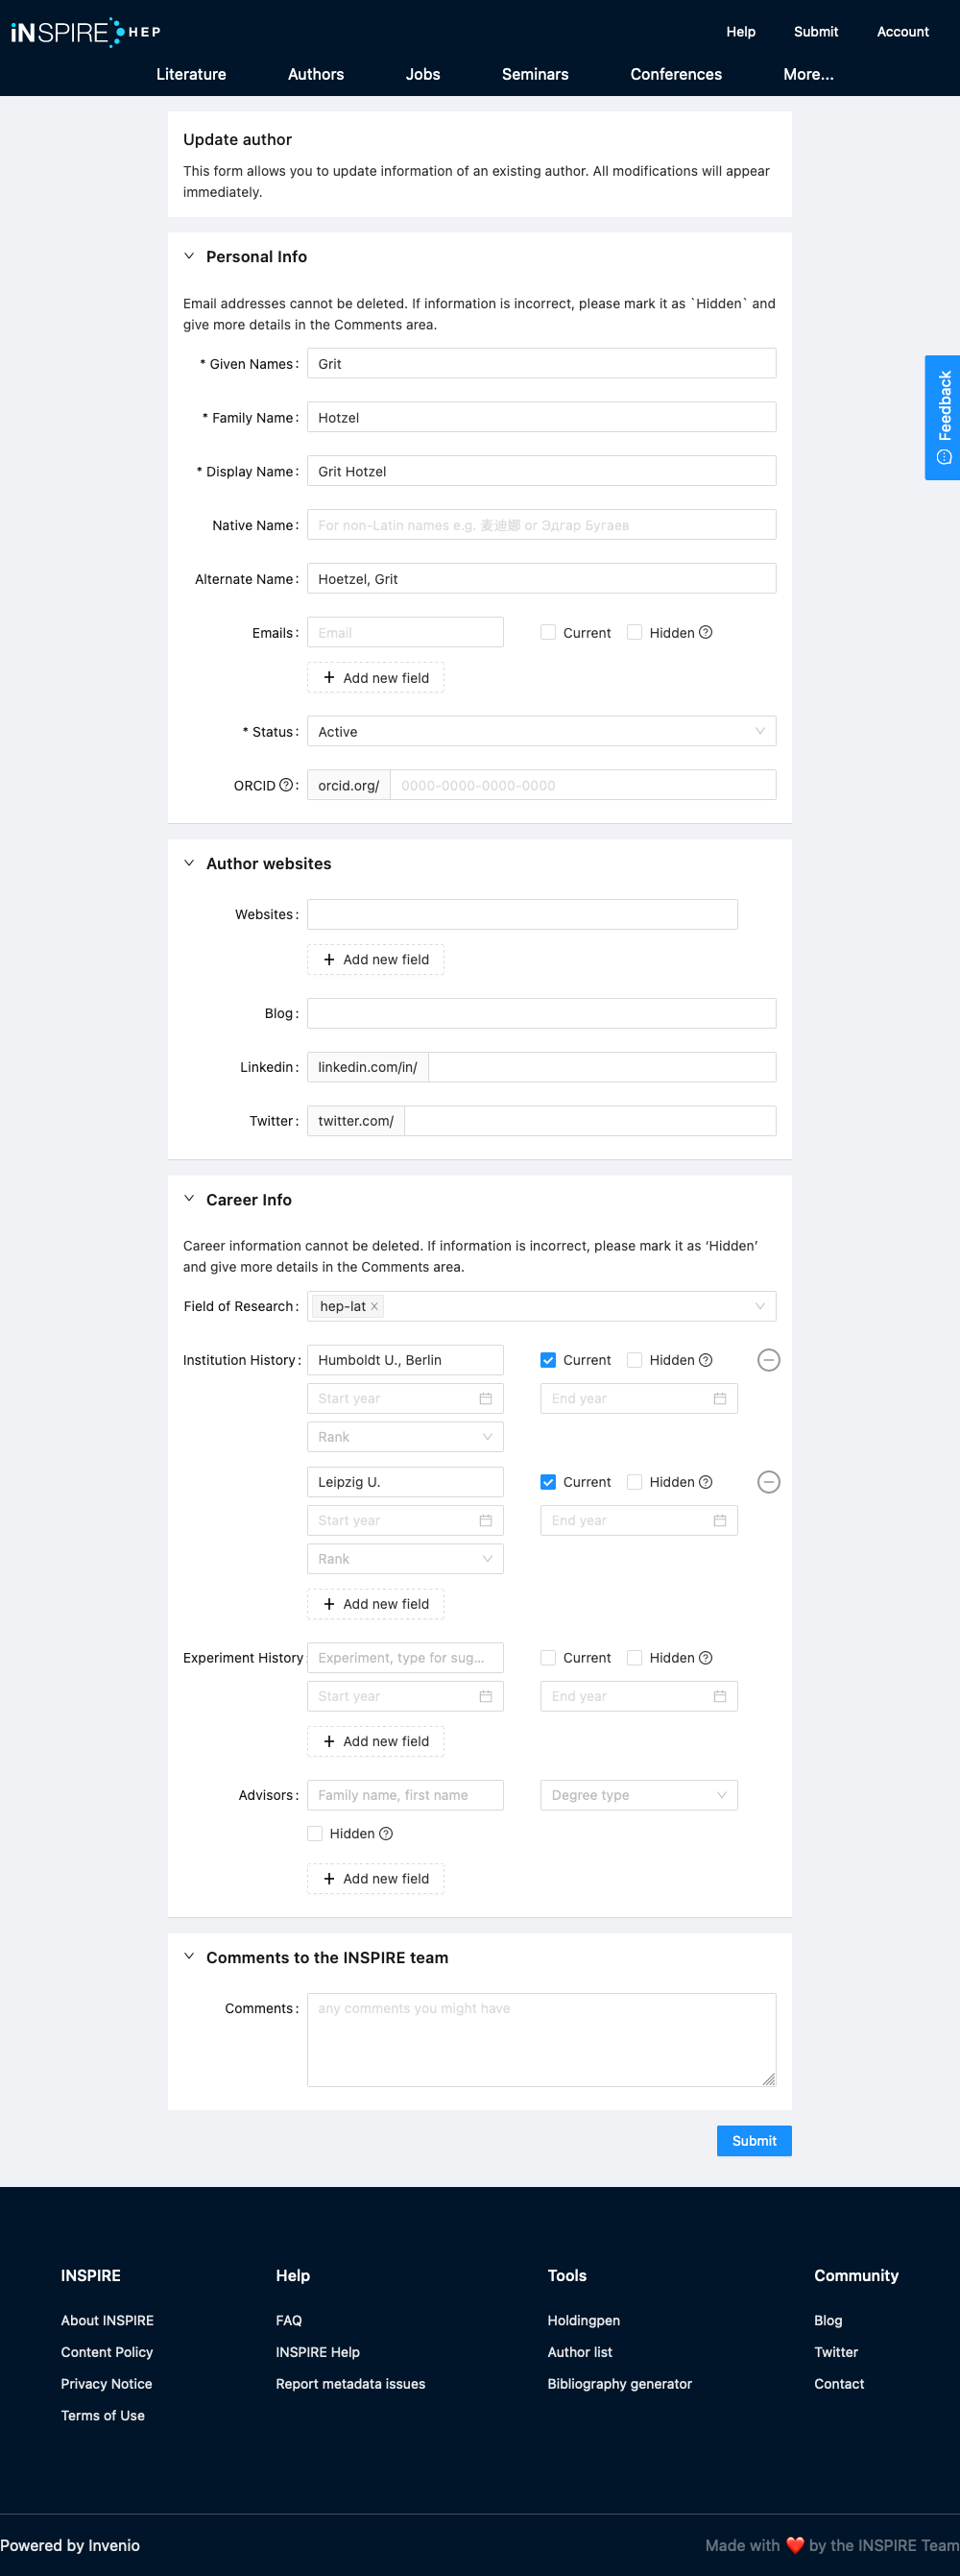 iNSPIRE HEP
Help Submit Account
Literature Authors Jobs Seminars Conferences More...
Update author
This form allows you to update information of an existing author. All modifications will appear
immediately.
Personal Info
Email addresses cannot be deleted. If information is incorrect, please mark it as `Hidden` and
give more details in the Comments area.
* Given Names: Grit
* Family Name: Hotzel
Feedback
* Display Name: Grit Hotzel
Native Name: For non-Latin names e.g. 麦迪娜 or Эдгар Бугаев
Alternate Name: Hoetzel, Grit
Emails: Email Current Hidden
+ Add new field
* Status: Active
ORCID : orcid.org/ 0000-0000-0000-0000
Author websites
Websites:
+ Add new field
Blog:
Linkedin: linkedin.com/in/
Twitter: twitter.com/
Career Info
Career information cannot be deleted. If information is incorrect, please mark it as ‘Hidden’
and give more details in the Comments area.
Field of Research: hep-lat
Institution History: Humboldt U., Berlin Current Hidden
Start year End year
Rank
Leipzig U. Current Hidden
Start year End year
Rank
+ Add new field
Experiment History Experiment, type for sug... Current Hidden
Start year End year
+ Add new field
Advisors: Family name, first name Degree type
Hidden
+ Add new field
Comments to the INSPIRE team
Comments: any comments you might have
Submit
INSPIRE Help Tools Community
About INSPIRE FAQ Holdingpen Blog
Content Policy INSPIRE Help Author list Twitter
Privacy Notice Report metadata issues Bibliography generator Contact
Terms of Use
Powered by Invenio Made with ❤️ by the INSPIRE Team